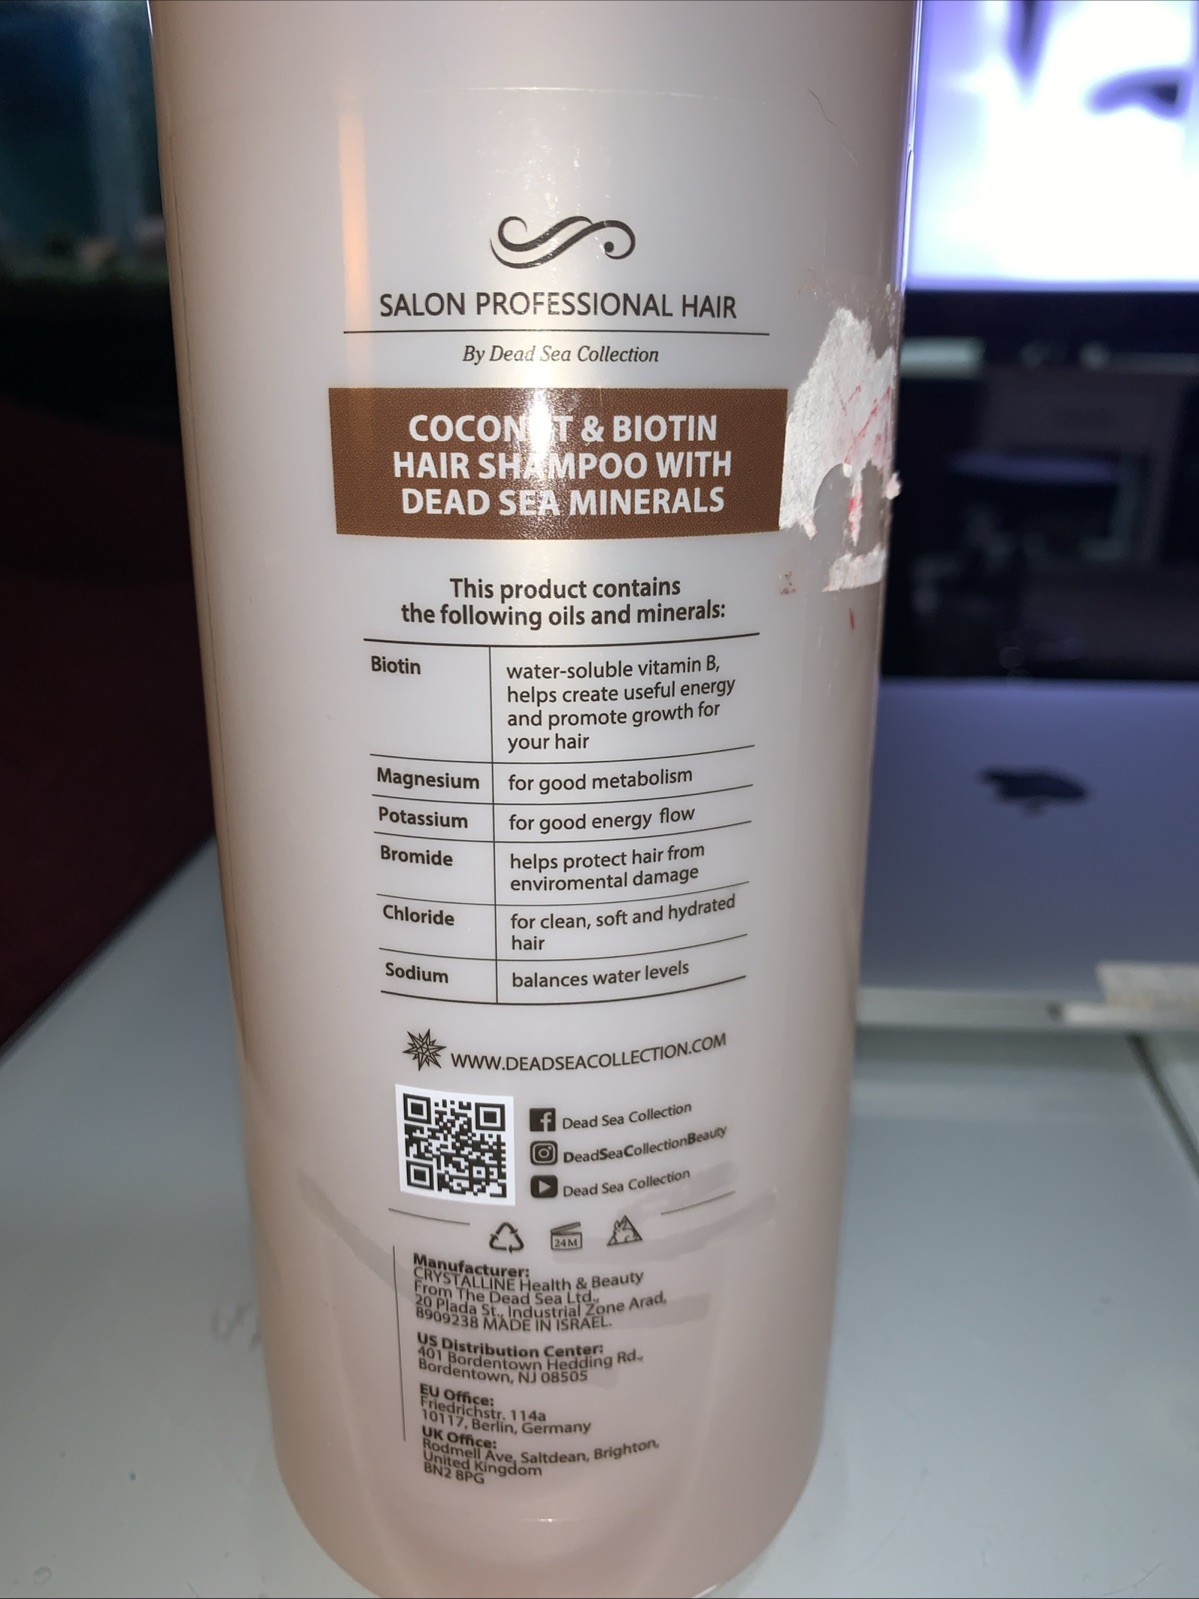 SALON PROFESSIONAL HAIR
By Dead Sea Collection
COCONUT & BIOTIN
HAIR SHAMPOO WITH
DEAD SEA MINERALS
This product contains
the following oils and minerals:
Biotin
water-soluble vitamin B,
helps create useful energy
and promote growth for
your hair
Magnesium
for good metabolism
Potassium
for good energy flow
Bromide
helps protect hair from
enviromental damage
Chloride
for clean, soft and hydrated
hair
Sodium
balances water levels
WWW.DEADSEACOLLECTION.COM
Dead Sea Collection
DeadSeaCollectionBeauty
Dead Sea Collection
24M
Manufacturer:
CRYSTALLINE Health & Beauty
From The Dead Sea Ltd.,
20 Plada St., Industrial Zone Arad,
8909238 MADE IN ISRAEL.
US Distribution Center:
401 Bordentown Hedding Rd.,
Bordentown, NJ 08505
EU Office:
Friedrichstr. 114a
10117, Berlin, Germany
UK Office:
Rodmell Ave, Saltdean, Brighton,
United Kingdom
BN2 8PG